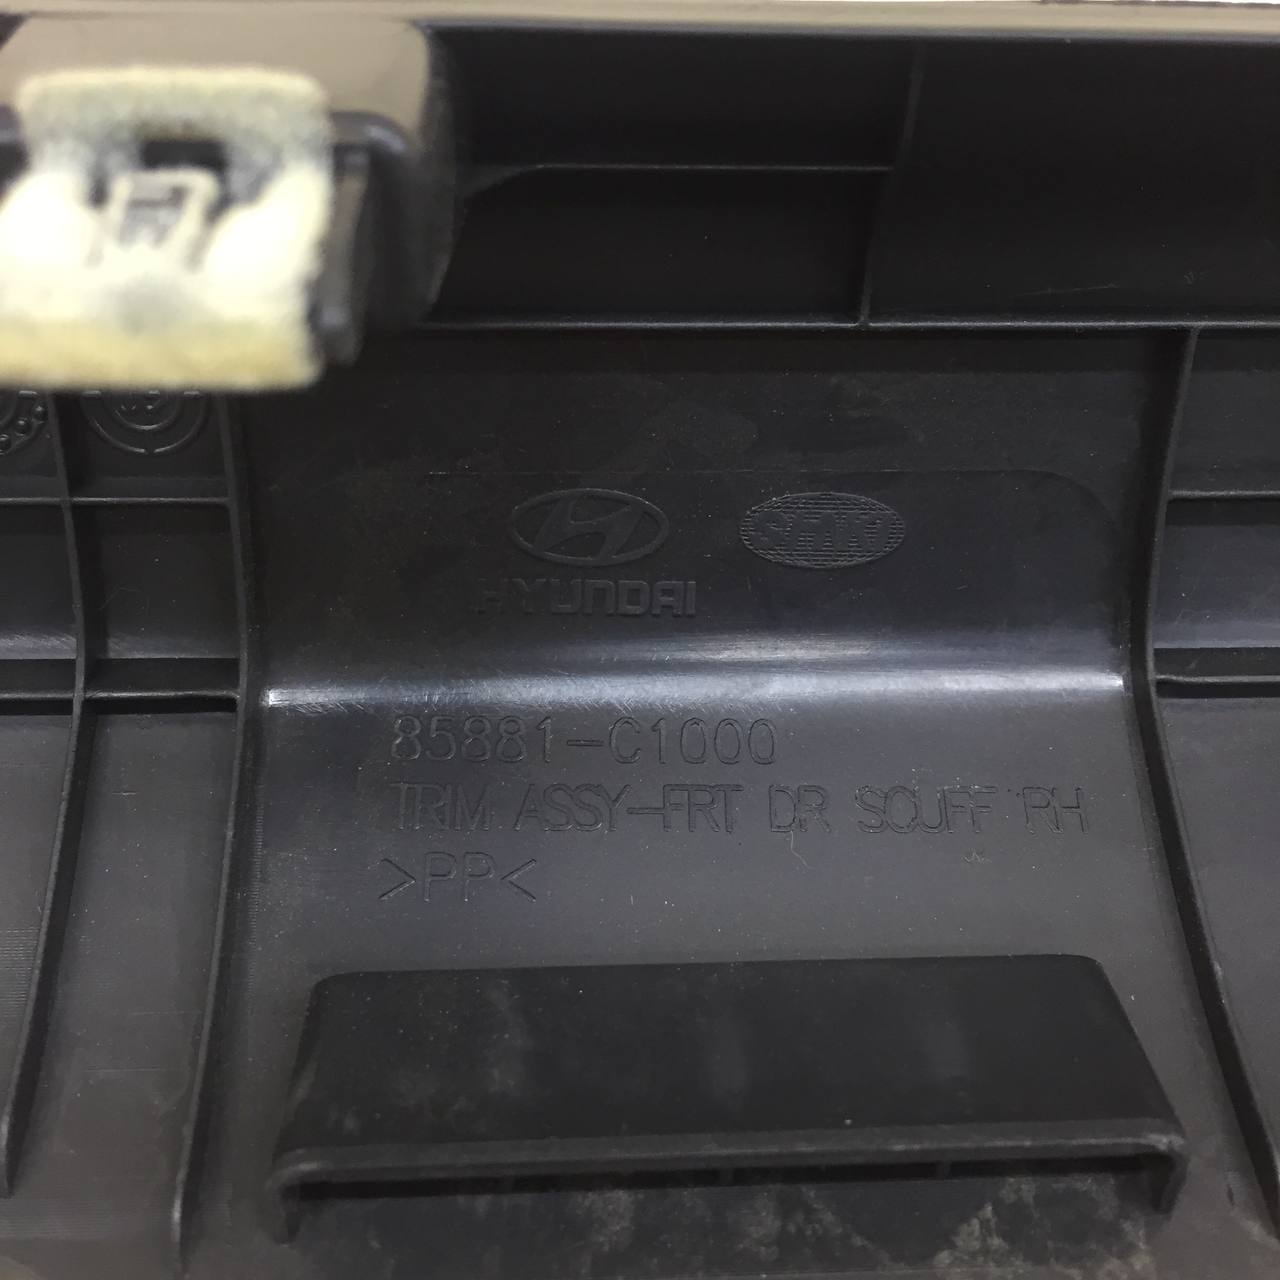 HYUNDAI
85881-C1000
TRIM ASSY-FRT DR SCUFF RH
>PP<